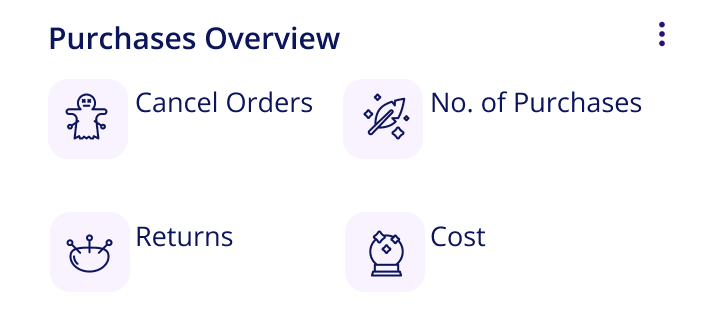 Purchases Overview
Cancel Orders
No. of Purchases
Returns
Cost